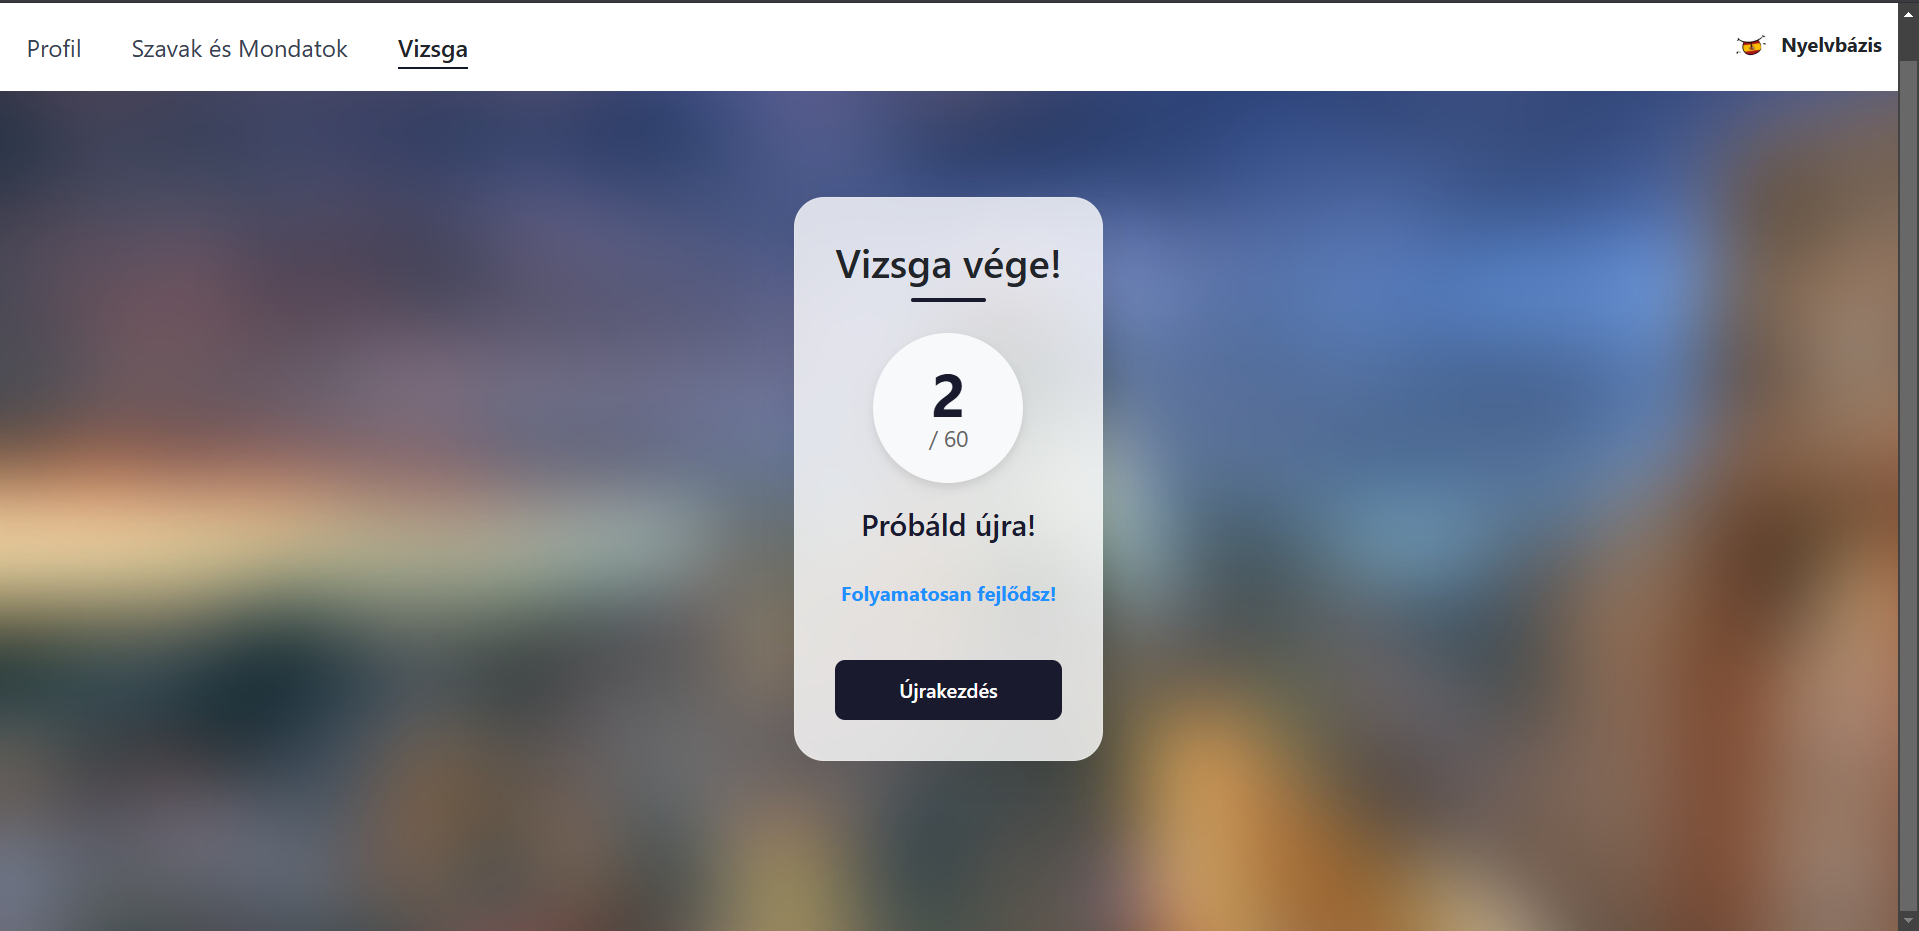 Profil
Szavak és Mondatok
Vizsga
Nyelvbázis
Vizsga vége!
2
/ 60
Próbáld újra!
Folyamatosan fejlődsz!
Újrakezdés